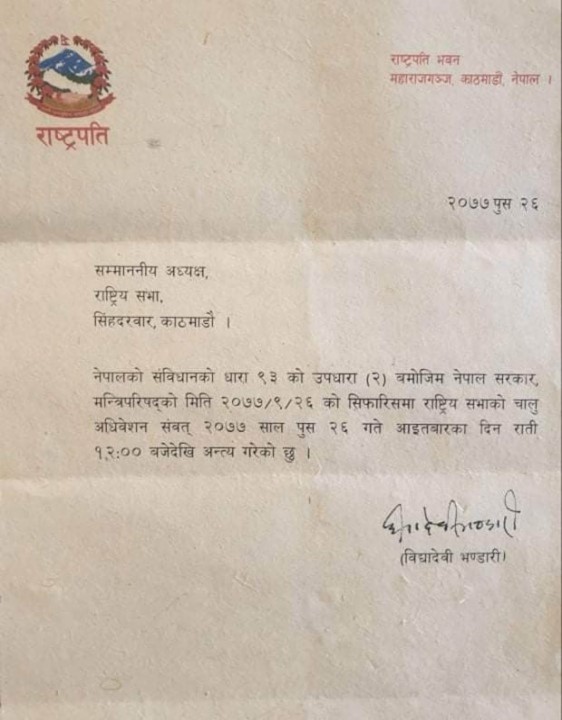 राष्ट्रपति
राष्ट्रपति भवन
महाराजगञ्ज, काठमाडौं, नेपाल ।
२०७७ पुस २६
सम्माननीय अध्यक्ष,
राष्ट्रिय सभा,
सिंहदरवार, काठमाडौं ।
नेपालको संविधानको धारा ९३ को उपधारा (२) बमोजिम नेपाल सरकार,
मन्त्रिपरिषद्को मिति २०७७/९/२६ को सिफारिसमा राष्ट्रिय सभाको चालु
अधिवेशन संवत् २०७७ साल पुस २६ गते आइतबारका दिन राती
१२:०० बजेदेखि अन्त्य गरेको छु ।
(विद्यादेवी भण्डारी)